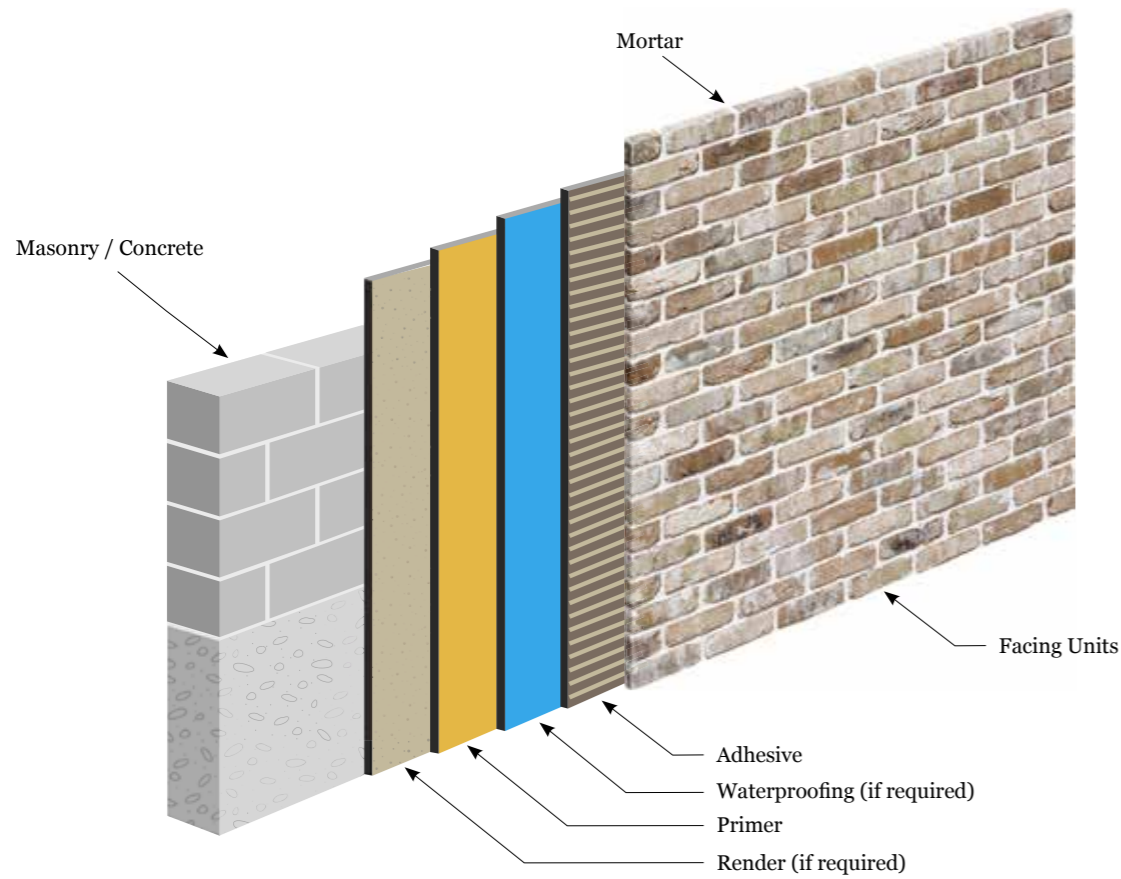 Mortar
Masonry / Concrete
Facing Units
Adhesive
Waterproofing (if required)
Primer
Render (if required)